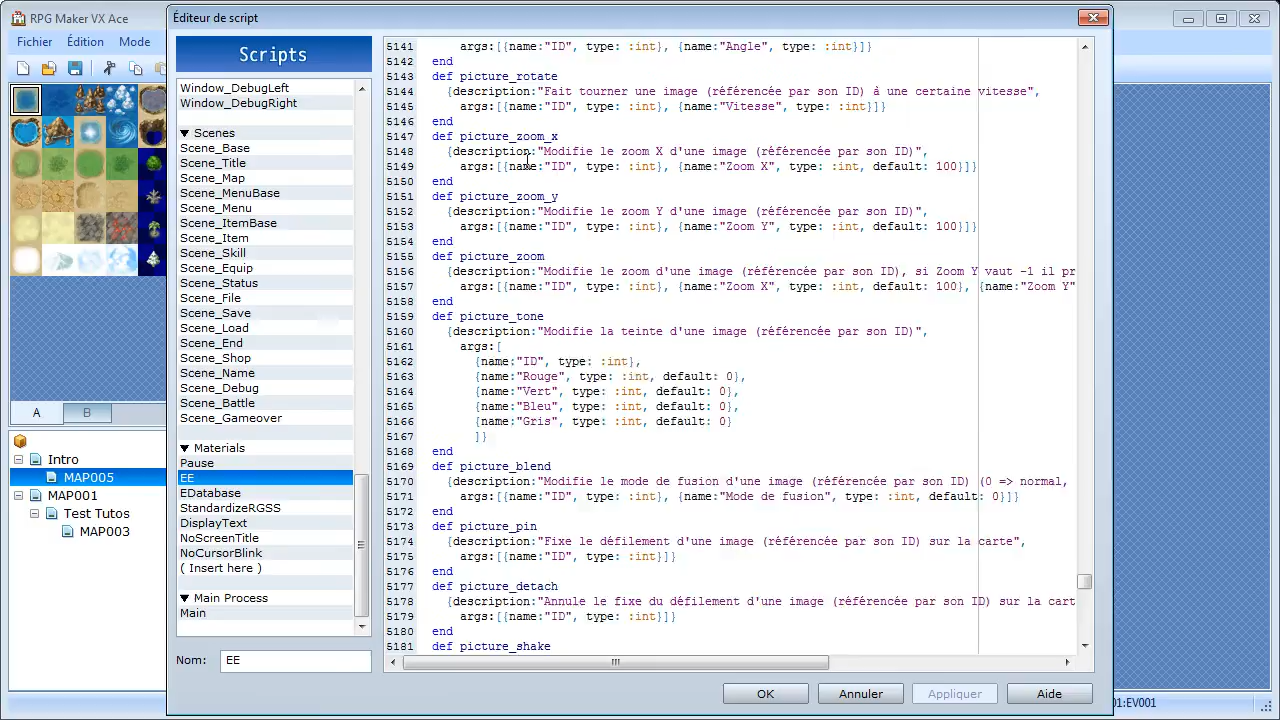 RPG Maker VX Ace
Fichier Édition Mode
A B
Intro
MAP005
MAP001
Test Tutos
MAP003
Éditeur de script
Scripts
Window_DebugLeft
Window_DebugRight
▼ Scenes
Scene_Base
Scene_Title
Scene_Map
Scene_MenuBase
Scene_Menu
Scene_ItemBase
Scene_Item
Scene_Skill
Scene_Equip
Scene_Status
Scene_File
Scene_Save
Scene_Load
Scene_End
Scene_Shop
Scene_Name
Scene_Debug
Scene_Battle
Scene_Gameover
▼ Materials
Pause
EE
EDatabase
StandardizeRGSS
DisplayText
NoScreenTitle
NoCursorBlink
( Insert here )
▼ Main Process
Main
Nom: EE
5141 args:[{name:"ID", type: :int}, {name:"Angle", type: :int}]}
5142 end
5143 def picture_rotate
5144 {description:"Fait tourner une image (référencée par son ID) à une certaine vitesse",
5145 args:[{name:"ID", type: :int}, {name:"Vitesse", type: :int}]}
5146 end
5147 def picture_zoom_x
5148 {description:"Modifie le zoom X d'une image (référencée par son ID)",
5149 args:[{name:"ID", type: :int}, {name:"Zoom X", type: :int, default: 100}]}
5150 end
5151 def picture_zoom_y
5152 {description:"Modifie le zoom Y d'une image (référencée par son ID)",
5153 args:[{name:"ID", type: :int}, {name:"Zoom Y", type: :int, default: 100}]}
5154 end
5155 def picture_zoom
5156 {description:"Modifie le zoom d'une image (référencée par son ID), si Zoom Y vaut -1 il pr
5157 args:[{name:"ID", type: :int}, {name:"Zoom X", type: :int, default: 100}, {name:"Zoom Y"
5158 end
5159 def picture_tone
5160 {description:"Modifie la teinte d'une image (référencée par son ID)",
5161 args:[
5162 {name:"ID", type: :int},
5163 {name:"Rouge", type: :int, default: 0},
5164 {name:"Vert", type: :int, default: 0},
5165 {name:"Bleu", type: :int, default: 0},
5166 {name:"Gris", type: :int, default: 0}
5167 ]}
5168 end
5169 def picture_blend
5170 {description:"Modifie le mode de fusion d'une image (référencée par son ID) (0 => normal,
5171 args:[{name:"ID", type: :int}, {name:"Mode de fusion", type: :int, default: 0}]}
5172 end
5173 def picture_pin
5174 {description:"Fixe le défilement d'une image (référencée par son ID) sur la carte",
5175 args:[{name:"ID", type: :int}]}
5176 end
5177 def picture_detach
5178 {description:"Annule le fixe du défilement d'une image (référencée par son ID) sur la cart
5179 args:[{name:"ID", type: :int}]}
5180 end
5181 def picture_shake
OK Annuler Appliquer Aide
01:EV001